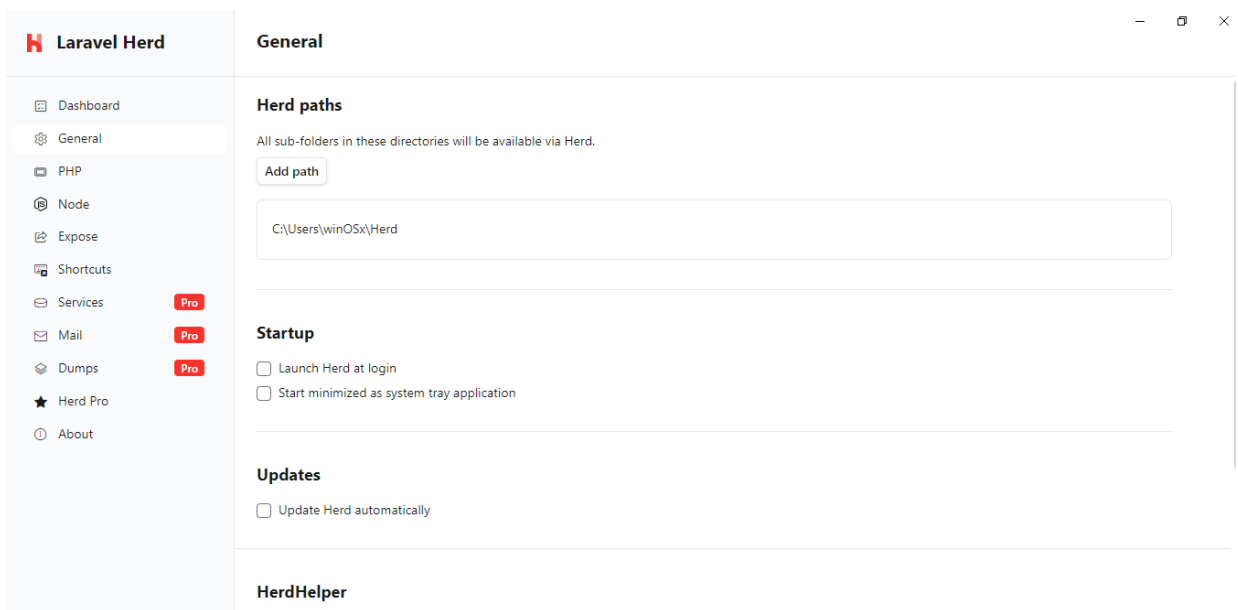 Laravel Herd
General
Dashboard
General
PHP
Node
Expose
Shortcuts
Services Pro
Mail Pro
Dumps Pro
Herd Pro
About
Herd paths
All sub-folders in these directories will be available via Herd.
Add path
C:\Users\winOSx\Herd
Startup
Launch Herd at login
Start minimized as system tray application
Updates
Update Herd automatically
HerdHelper